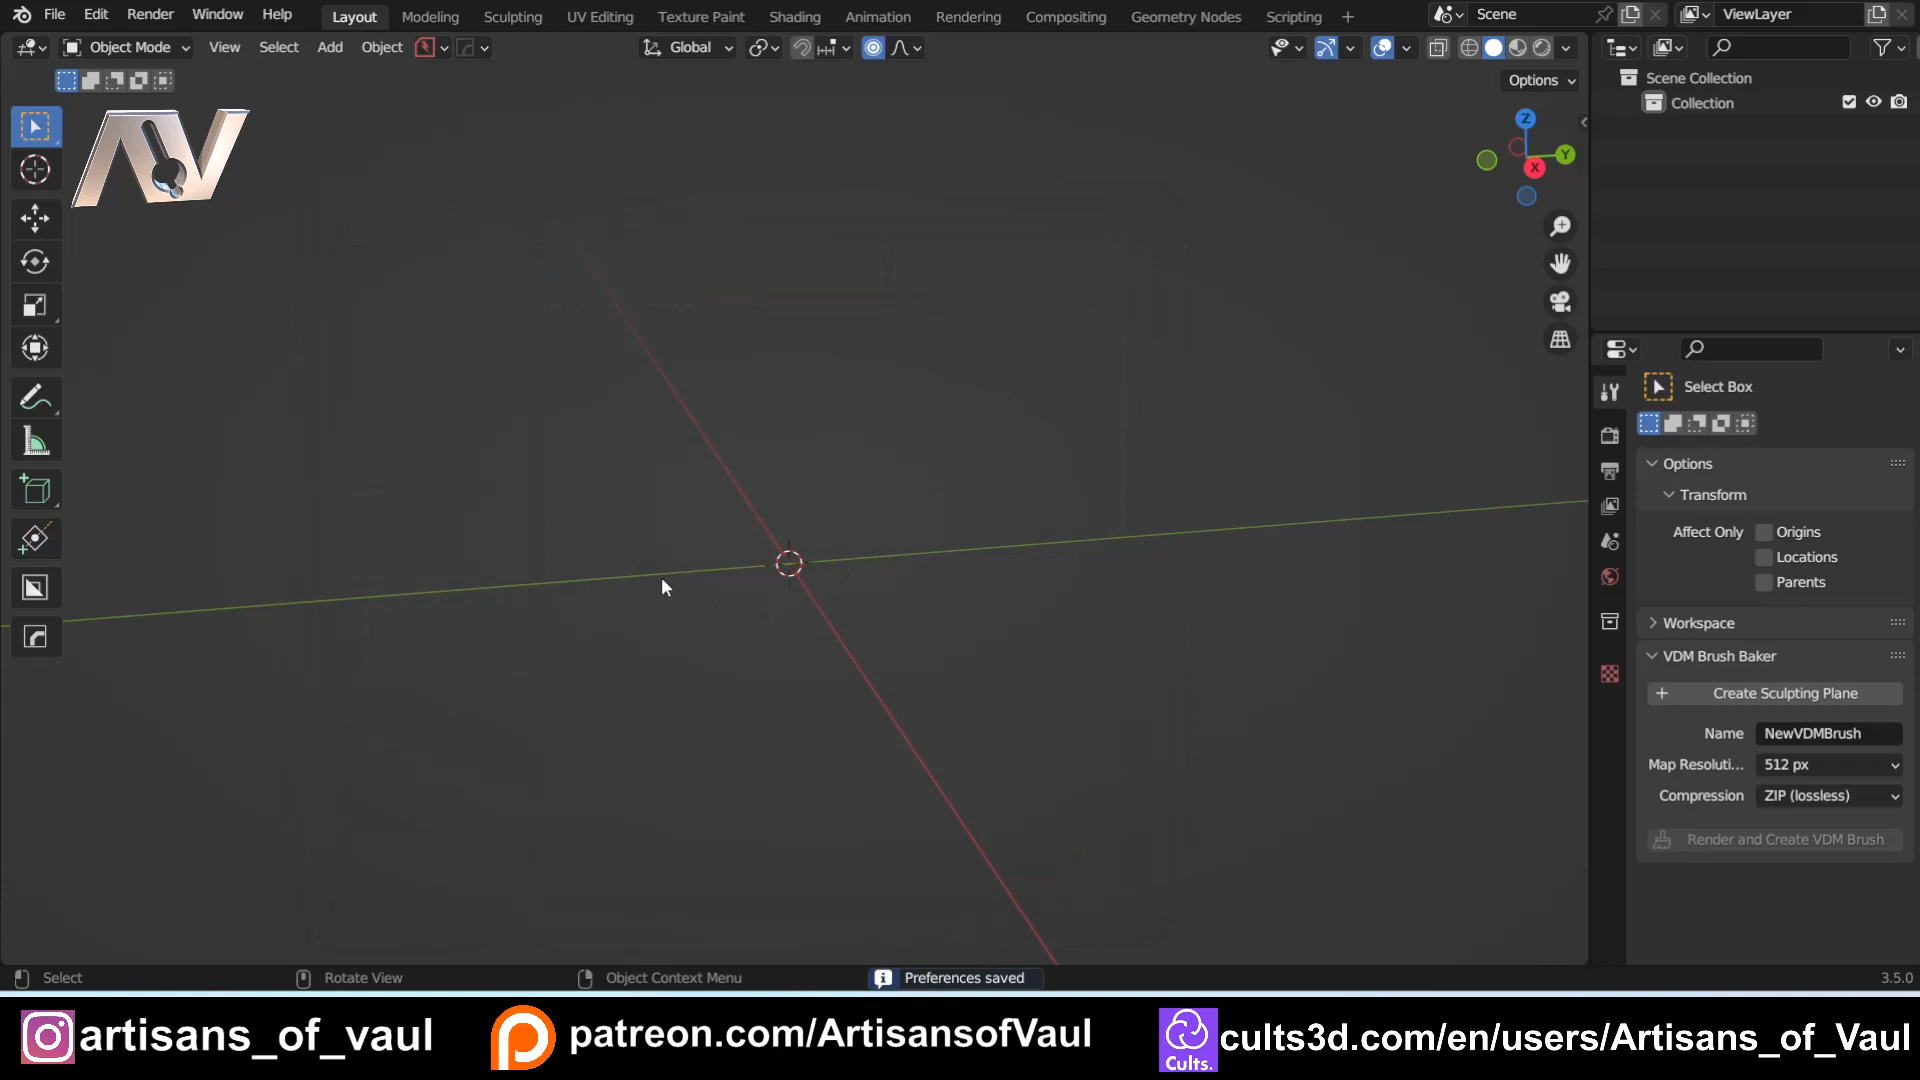 File Edit Render Window Help Layout Modeling Sculpting UV Editing Texture Paint Shading Animation Rendering Compositing Geometry Nodes Scripting + Scene ViewLayer
Object Mode View Select Add Object Global
Options
Scene Collection
Collection
Z
Y
X
Select Box
Options
Transform
Affect Only Origins
Locations
Parents
Workspace
VDM Brush Baker
+ Create Sculpting Plane
Name NewVDMBrush
Map Resoluti... 512 px
Compression ZIP (lossless)
Render and Create VDM Brush
Select Rotate View Object Context Menu Preferences saved 3.5.0
artisans_of_vaul patreon.com/ArtisansofVaul cults3d.com/en/users/Artisans_of_Vaul
Cults.